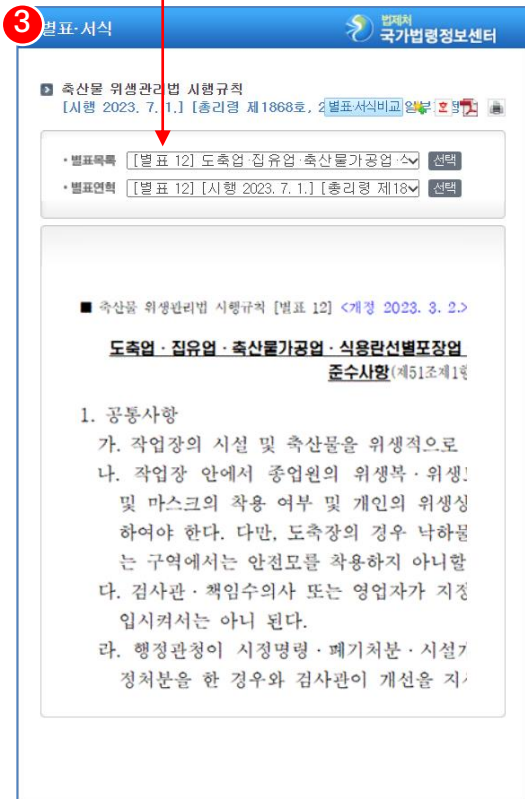 3
별표·서식
법제처
국가법령정보센터
축산물 위생관리법 시행규칙
[시행 2023. 7. 1.] [총리령 제1868호, 2 별표·서식비교
·별표목록 [별표 12] 도축업·집유업·축산물가공업· 선택
·별표연혁 [별표 12] [시행 2023. 7. 1.] [총리령 제18 선택
■ 축산물 위생관리법 시행규칙 [별표 12] <개정 2023. 3. 2.>
도축업ㆍ집유업ㆍ축산물가공업ㆍ식용란선별포장업
준수사항(제51조제1항
1. 공통사항
가. 작업장의 시설 및 축산물을 위생적으로
나. 작업장 안에서 종업원의 위생복ㆍ위생
및 마스크의 착용 여부 및 개인의 위생상
하여야 한다. 다만, 도축장의 경우 낙하물
는 구역에서는 안전모를 착용하지 아니할
다. 검사관ㆍ책임수의사 또는 영업자가 지정
입시켜서는 아니 된다.
라. 행정관청이 시정명령ㆍ폐기처분ㆍ시설
정처분을 한 경우와 검사관이 개선을 지